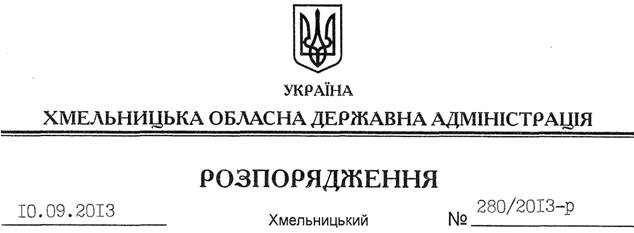 УКРАЇНА
ХМЕЛЬНИЦЬКА ОБЛАСНА ДЕРЖАВНА АДМІНІСТРАЦІЯ
РОЗПОРЯДЖЕННЯ
10.09.2013 Хмельницький № 280/2013-р